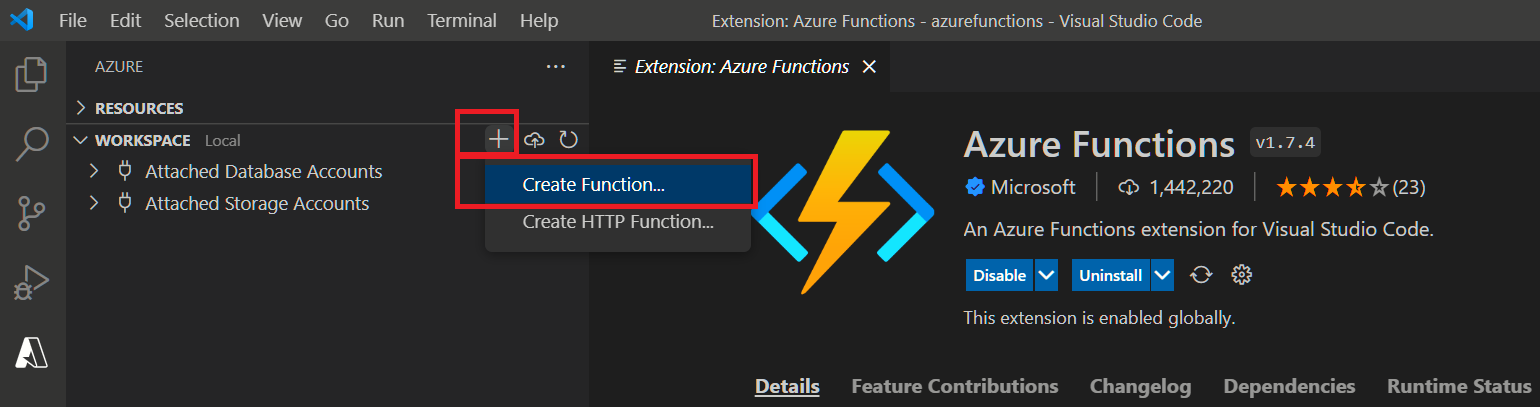 File Edit Selection View Go Run Terminal Help Extension: Azure Functions - azurefunctions - Visual Studio Code
AZURE
Extension: Azure Functions
RESOURCES
WORKSPACE Local
Attached Database Accounts
Attached Storage Accounts
Create Function...
Create HTTP Function...
Azure Functions v1.7.4
Microsoft 1,442,220 (23)
An Azure Functions extension for Visual Studio Code.
Disable Uninstall
This extension is enabled globally.
Details Feature Contributions Changelog Dependencies Runtime Status